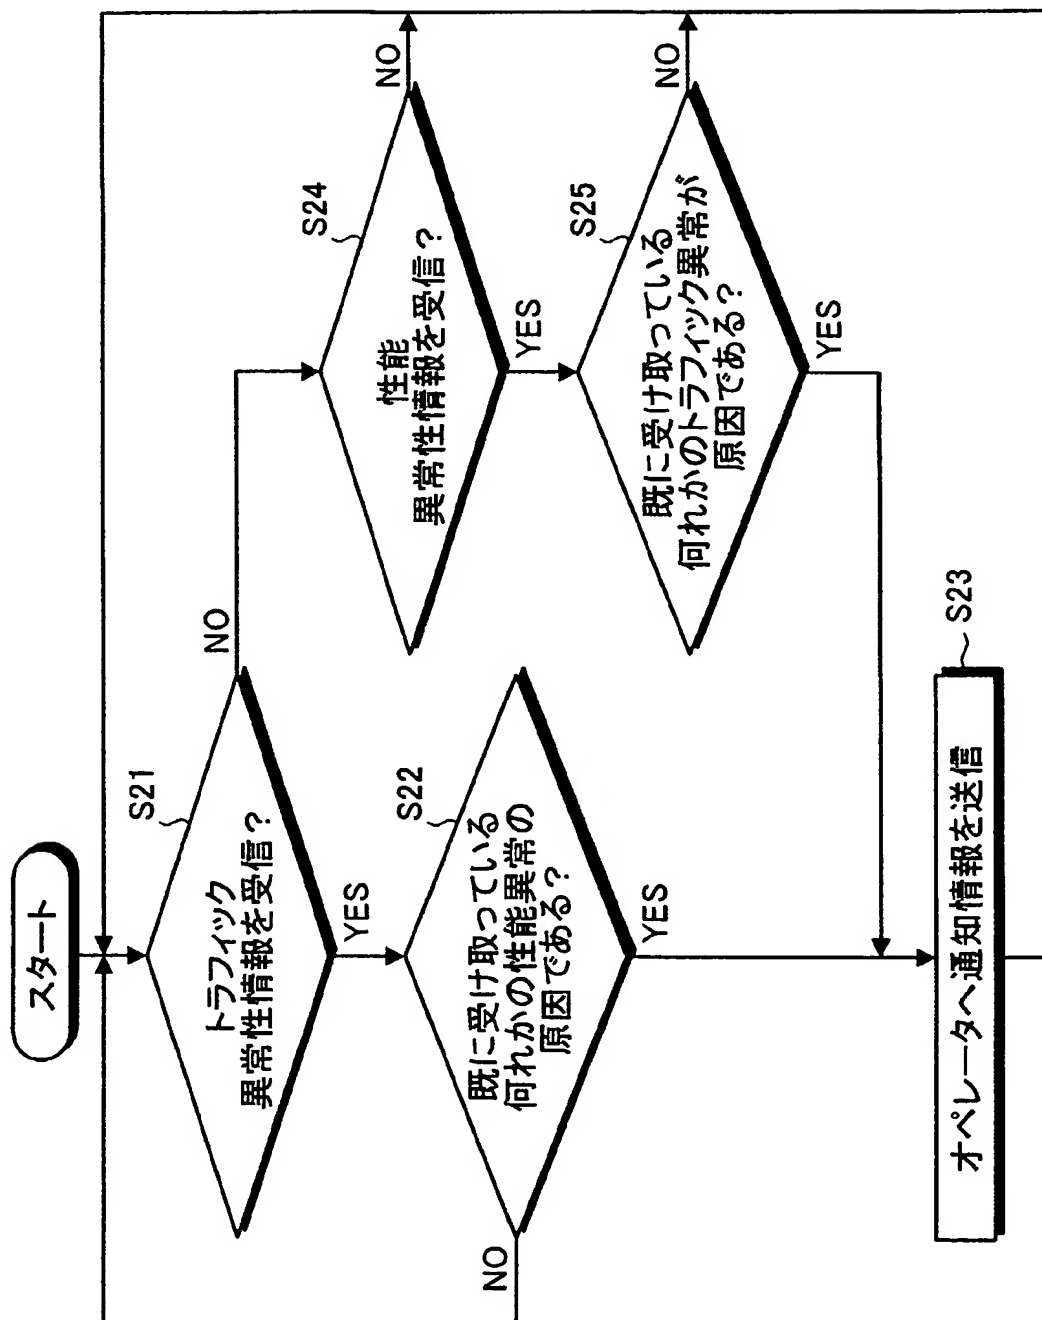 スタート
S21
トラフィック
異常性情報を受信?
NO
YES
S22
既に受け取っている
何れかの性能異常の
原因である?
NO
YES
S24
性能
異常性情報を受信?
NO
YES
S25
既に受け取っている
何れかのトラフィック異常が
原因である?
NO
YES
S23
オペレータへ通知情報を送信